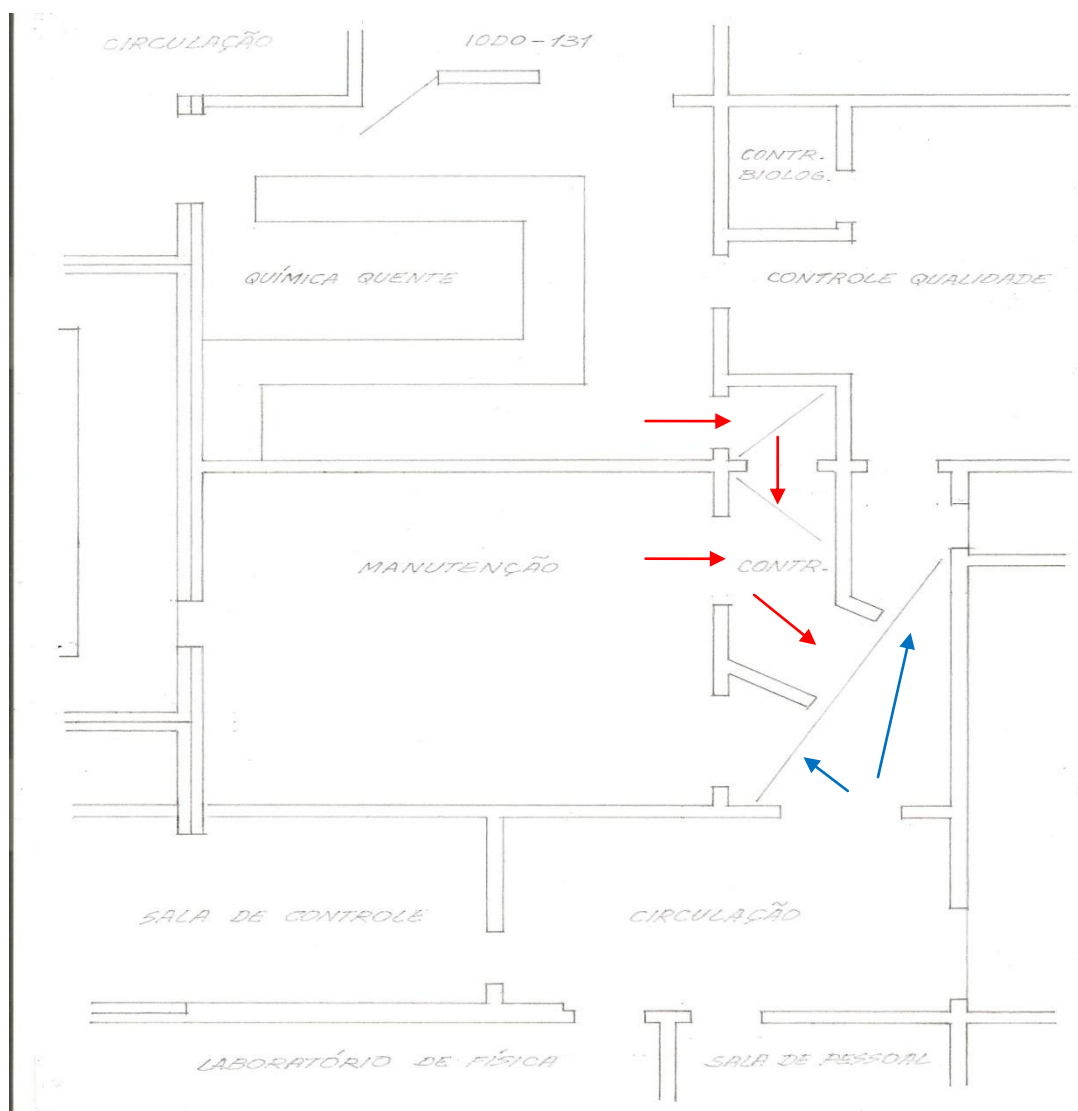 CIRCULAÇÃO
IODO-131
CONTR.
BIOLOG.
QUÍMICA QUENTE
CONTROLE QUALIDADE
MANUTENÇÃO
CONTR.
SALA DE CONTROLE
CIRCULAÇÃO
LABORATÓRIO DE FÍSICA
SALA DE PESSOAL